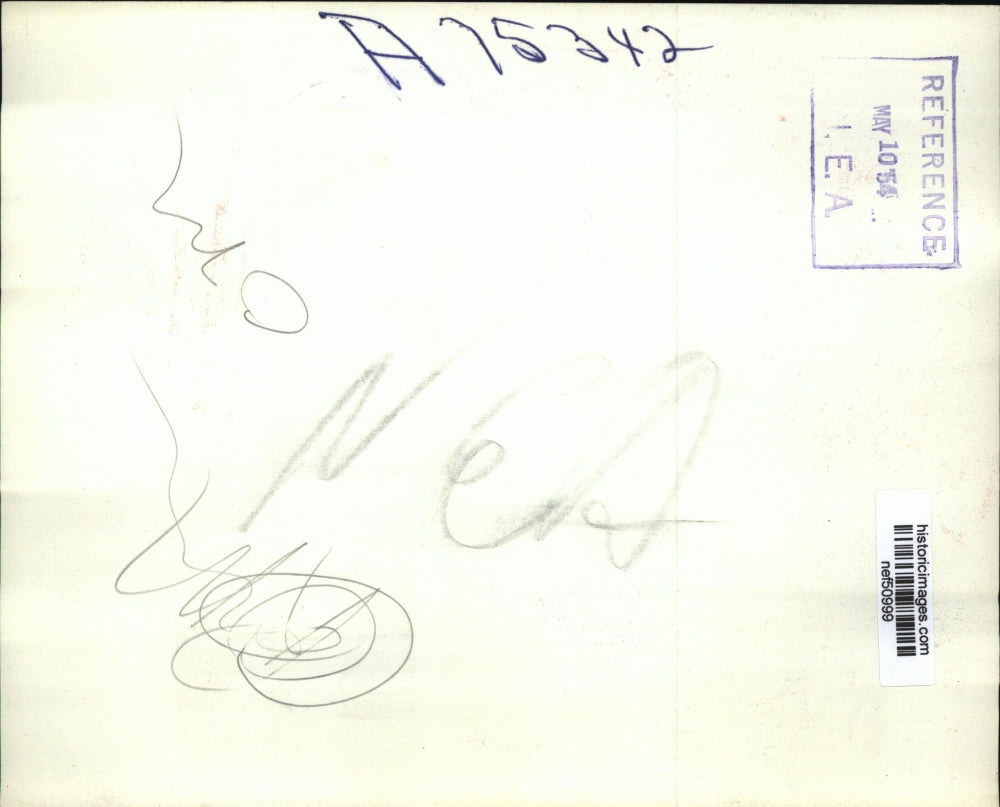 A 75342
REFERENCE
MAY 10 '54
. E. A.
NEA
historicimages.com
nef50999